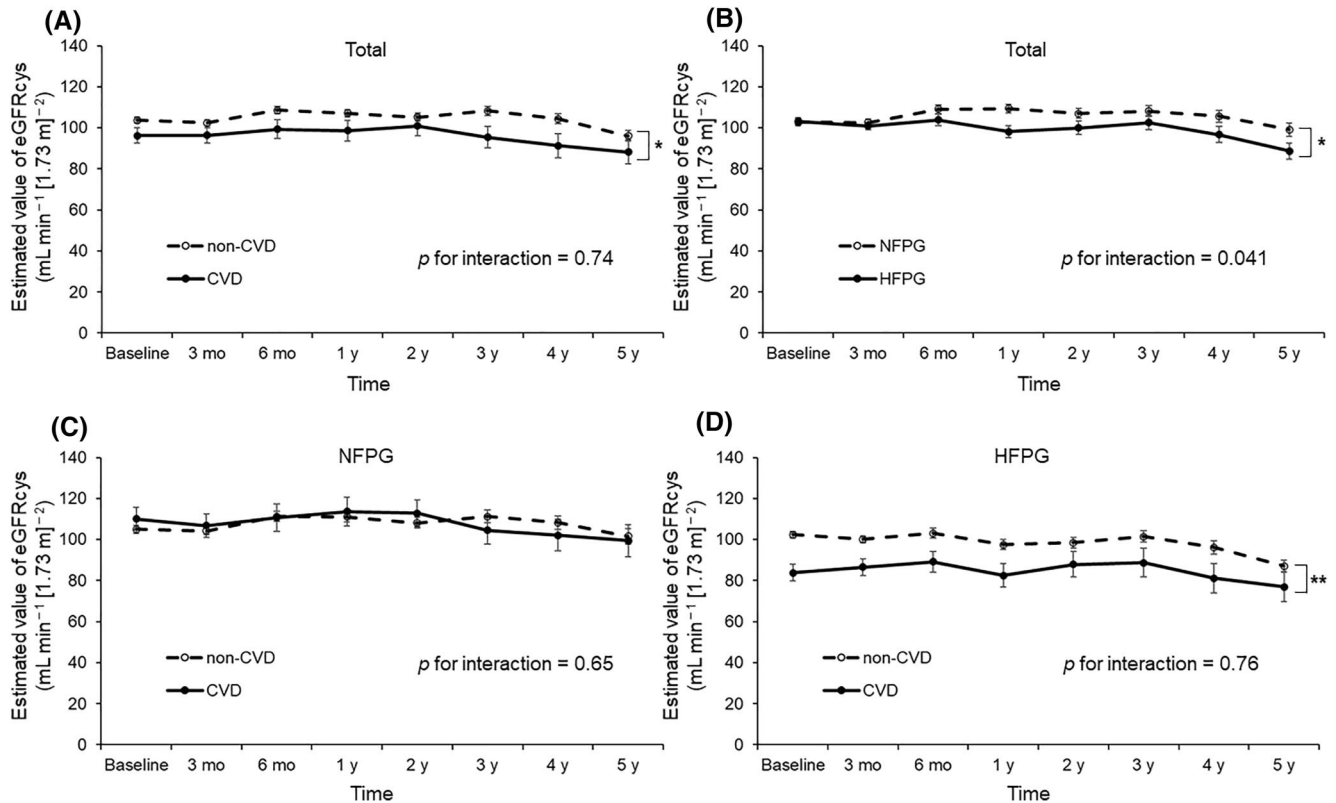 (A)
Total
Estimated value of eGFRcys
(mL min⁻¹ [1.73 m]⁻²)
140
120
100
80
60
40
20
0
non-CVD
CVD
p for interaction = 0.74
*
Baseline 3 mo 6 mo 1 y 2 y 3 y 4 y 5 y
Time
(B)
Total
Estimated value of eGFRcys
(mL min⁻¹ [1.73 m]⁻²)
140
120
100
80
60
40
20
0
NFPG
HFPG
p for interaction = 0.041
*
Baseline 3 mo 6 mo 1 y 2 y 3 y 4 y 5 y
Time
(C)
NFPG
Estimated value of eGFRcys
(mL min⁻¹ [1.73 m]⁻²)
140
120
100
80
60
40
20
0
non-CVD
CVD
p for interaction = 0.65
Baseline 3 mo 6 mo 1 y 2 y 3 y 4 y 5 y
Time
(D)
HFPG
Estimated value of eGFRcys
(mL min⁻¹ [1.73 m]⁻²)
140
120
100
80
60
40
20
0
non-CVD
CVD
p for interaction = 0.76
**
Baseline 3 mo 6 mo 1 y 2 y 3 y 4 y 5 y
Time